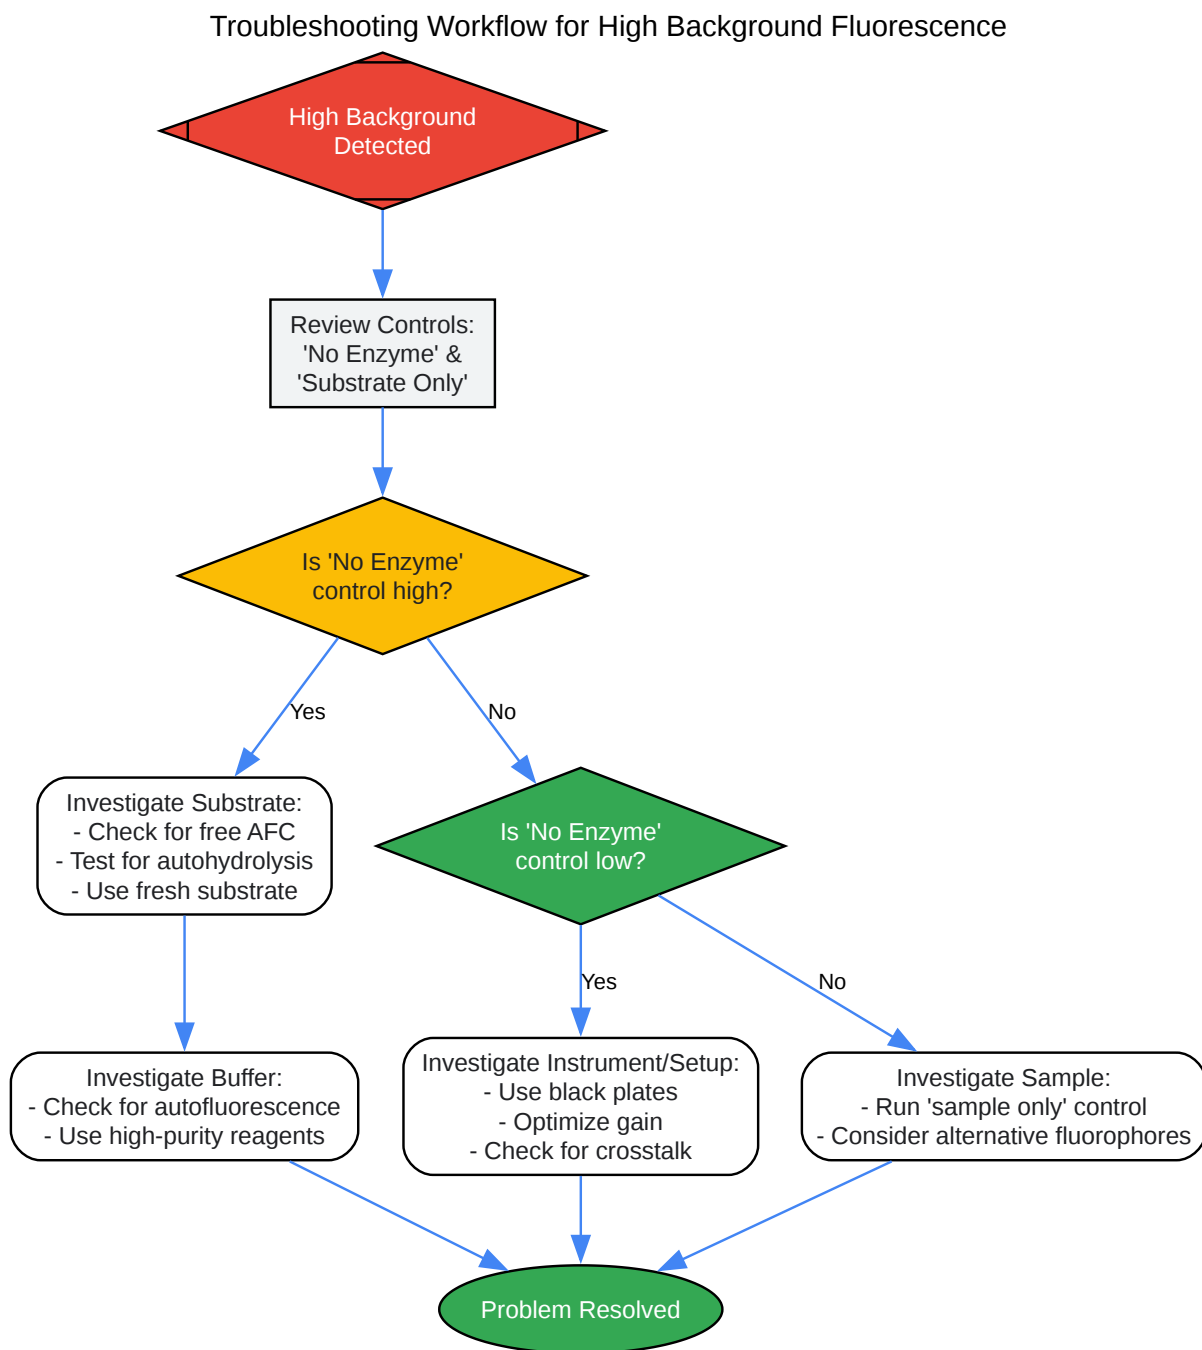 Troubleshooting Workflow for High Background Fluorescence
High Background
Detected
Review Controls:
'No Enzyme' &
'Substrate Only'
Is 'No Enzyme'
control high?
Yes
No
Investigate Substrate:
- Check for free AFC
- Test for autohydrolysis
- Use fresh substrate
Is 'No Enzyme'
control low?
Yes
No
Investigate Buffer:
- Check for autofluorescence
- Use high-purity reagents
Investigate Instrument/Setup:
- Use black plates
- Optimize gain
- Check for crosstalk
Investigate Sample:
- Run 'sample only' control
- Consider alternative fluorophores
Problem Resolved